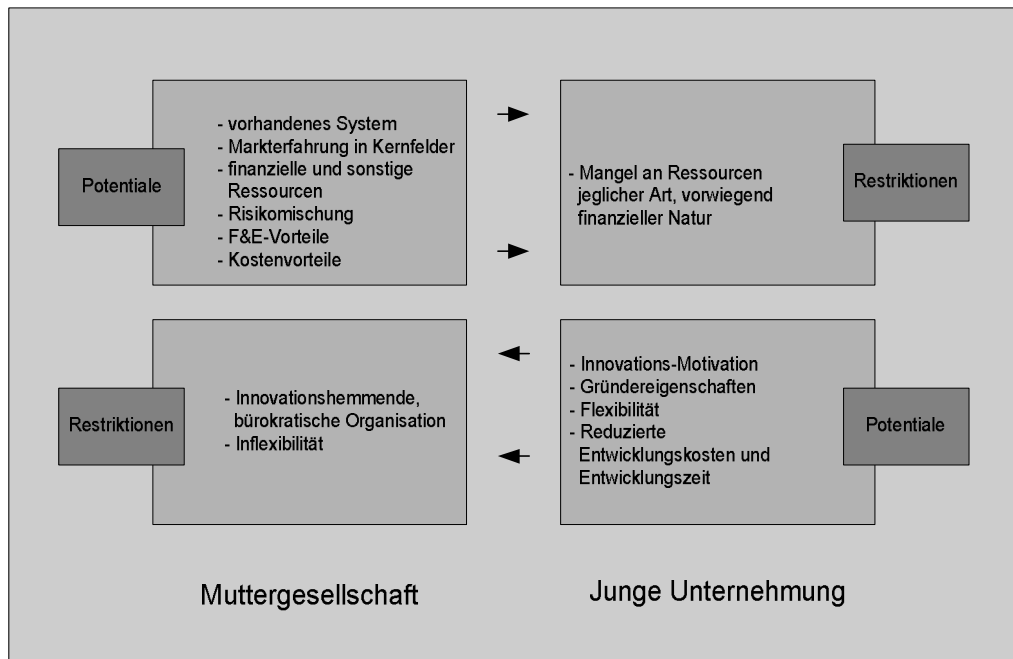 Potentiale
- vorhandenes System
- Markterfahrung in Kernfelder
- finanzielle und sonstige
Ressourcen
- Risikomischung
- F&E-Vorteile
- Kostenvorteile
- Mangel an Ressourcen
jeglicher Art, vorwiegend
finanzieller Natur
Restriktionen
Restriktionen
- Innovationshemmende,
bürokratische Organisation
- Inflexibilität
- Innovations-Motivation
- Gründereigenschaften
- Flexibilität
- Reduzierte
Entwicklungskosten und
Entwicklungszeit
Potentiale
Muttergesellschaft
Junge Unternehmung